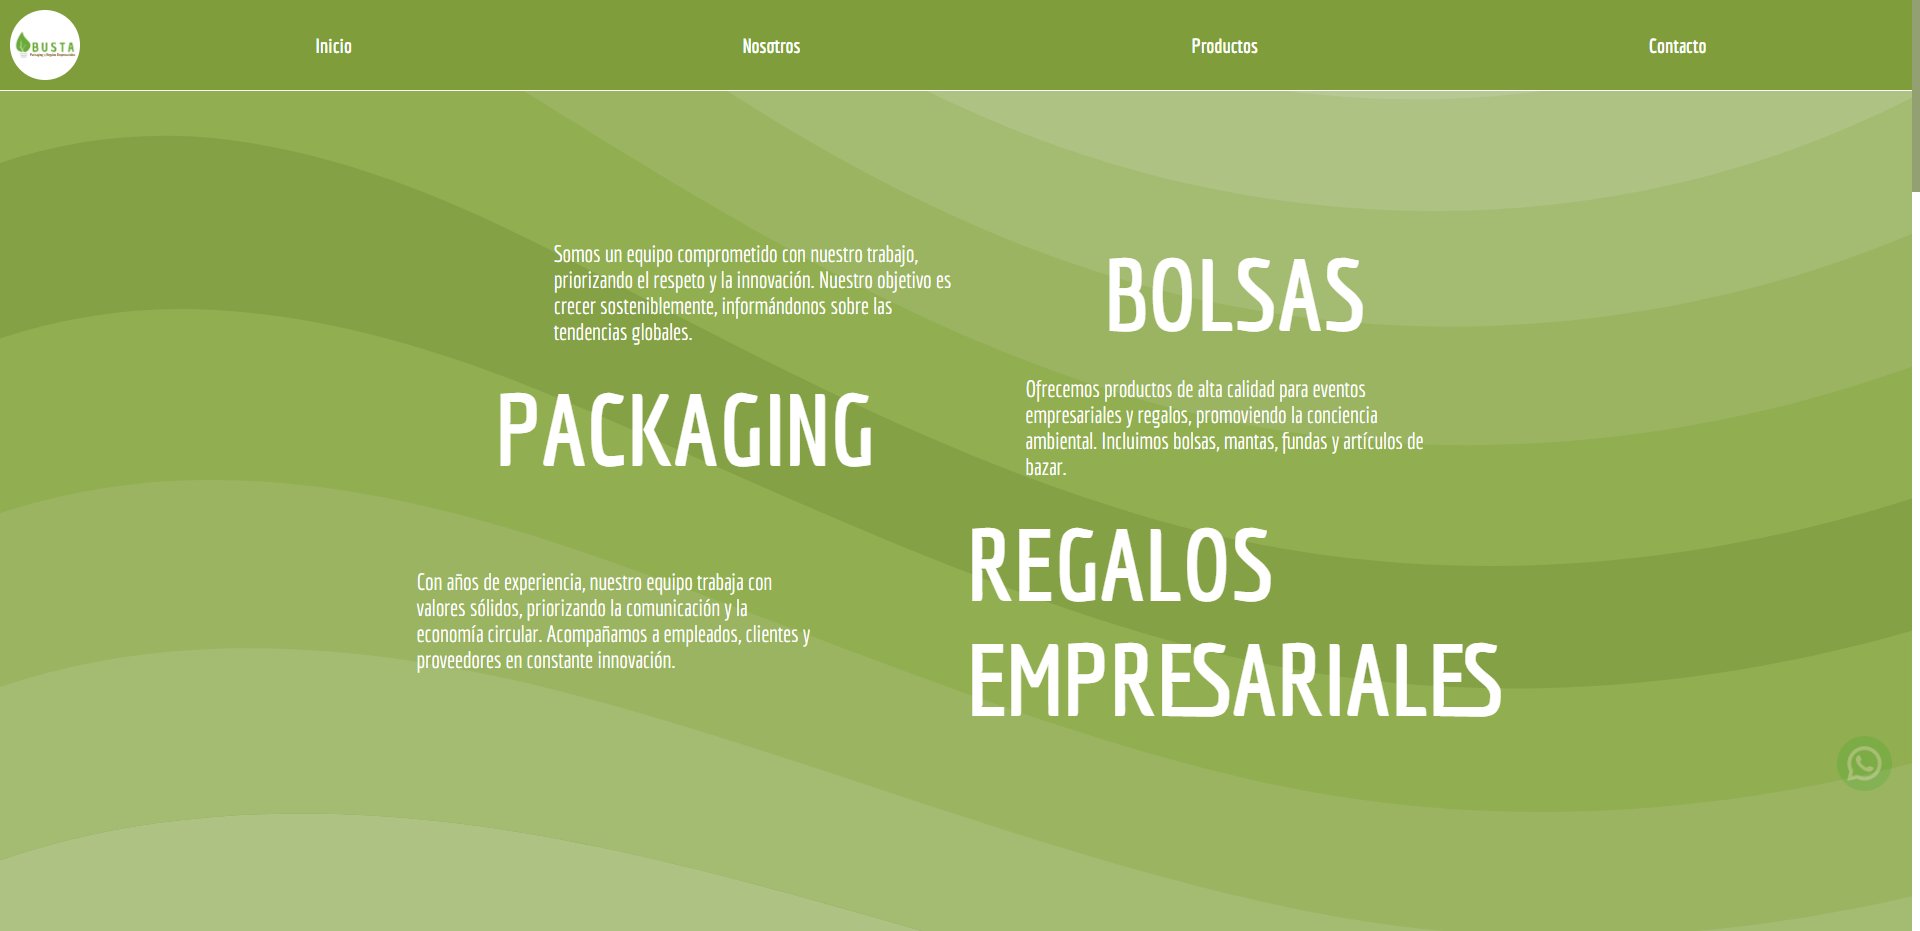 BUSTA
Packaging y Regalos Empresariales
Inicio
Nosotros
Productos
Contacto
Somos un equipo comprometido con nuestro trabajo,
priorizando el respeto y la innovación. Nuestro objetivo es
crecer sosteniblemente, informándonos sobre las
tendencias globales.
BOLSAS
PACKAGING
Ofrecemos productos de alta calidad para eventos
empresariales y regalos, promoviendo la conciencia
ambiental. Incluimos bolsas, mantas, fundas y artículos de
bazar.
Con años de experiencia, nuestro equipo trabaja con
valores sólidos, priorizando la comunicación y la
economía circular. Acompañamos a empleados, clientes y
proveedores en constante innovación.
REGALOS
EMPRESARIALES